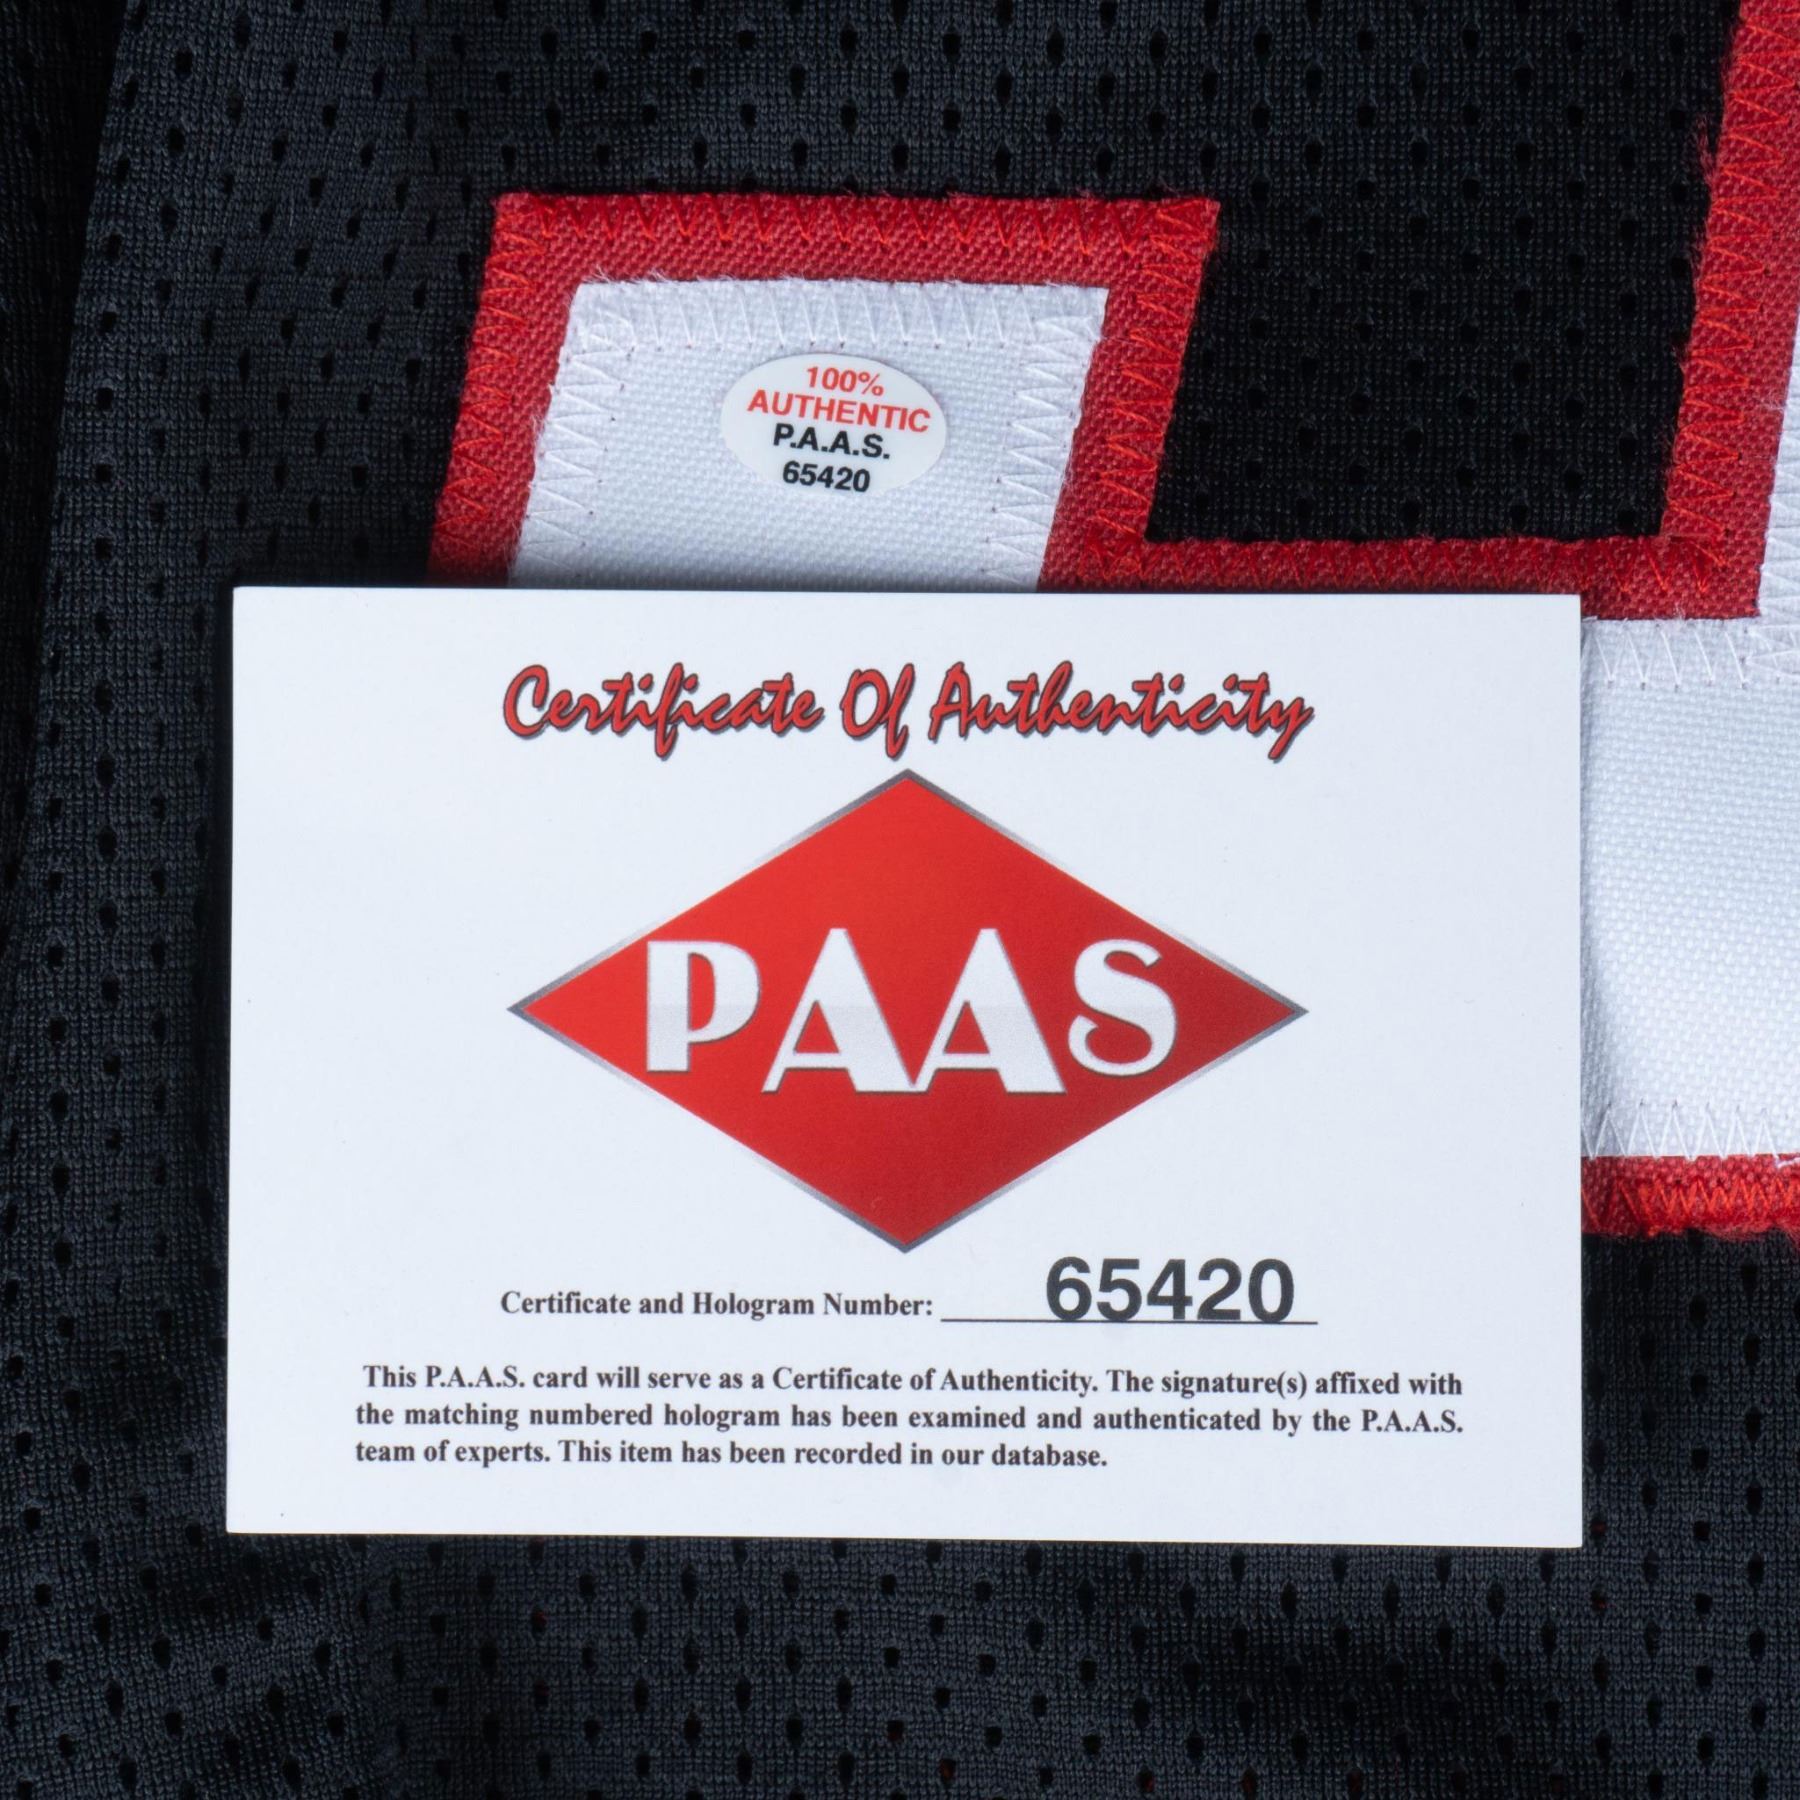 100%
AUTHENTIC
P.A.A.S.
65420
Certificate Of Authenticity
PAAS
Certificate and Hologram Number: 65420
This P.A.A.S. card will serve as a Certificate of Authenticity. The signature(s) affixed with
the matching numbered hologram has been examined and authenticated by the P.A.A.S.
team of experts. This item has been recorded in our database.